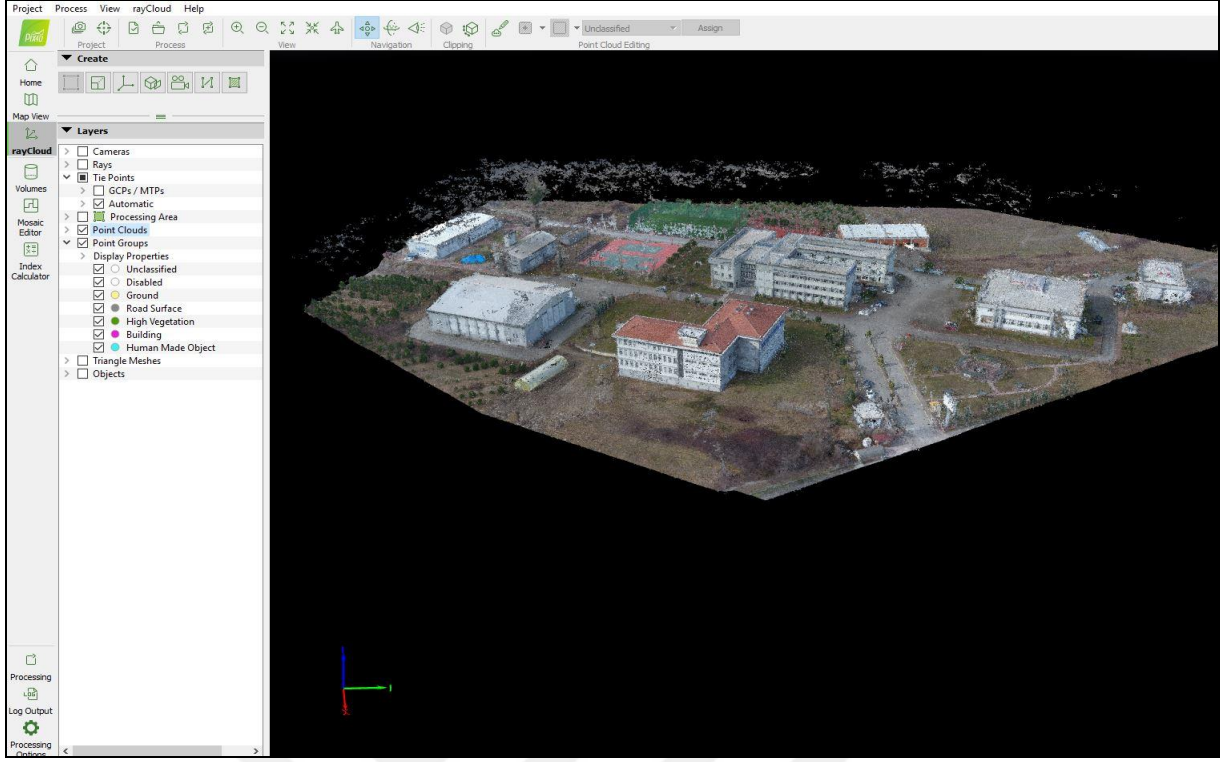 Project Process View rayCloud Help
Project Process View Navigation Clipping Point Cloud Editing
Unclassified Assign
Home
Map View
rayCloud
Volumes
Mosaic
Editor
Index
Calculator
Create
Layers
Cameras
Rays
Tie Points
GCPs / MTPs
Automatic
Processing Area
Point Clouds
Point Groups
Display Properties
Unclassified
Disabled
Ground
Road Surface
High Vegetation
Building
Human Made Object
Triangle Meshes
Objects
Processing
Log Output
Processing
Options